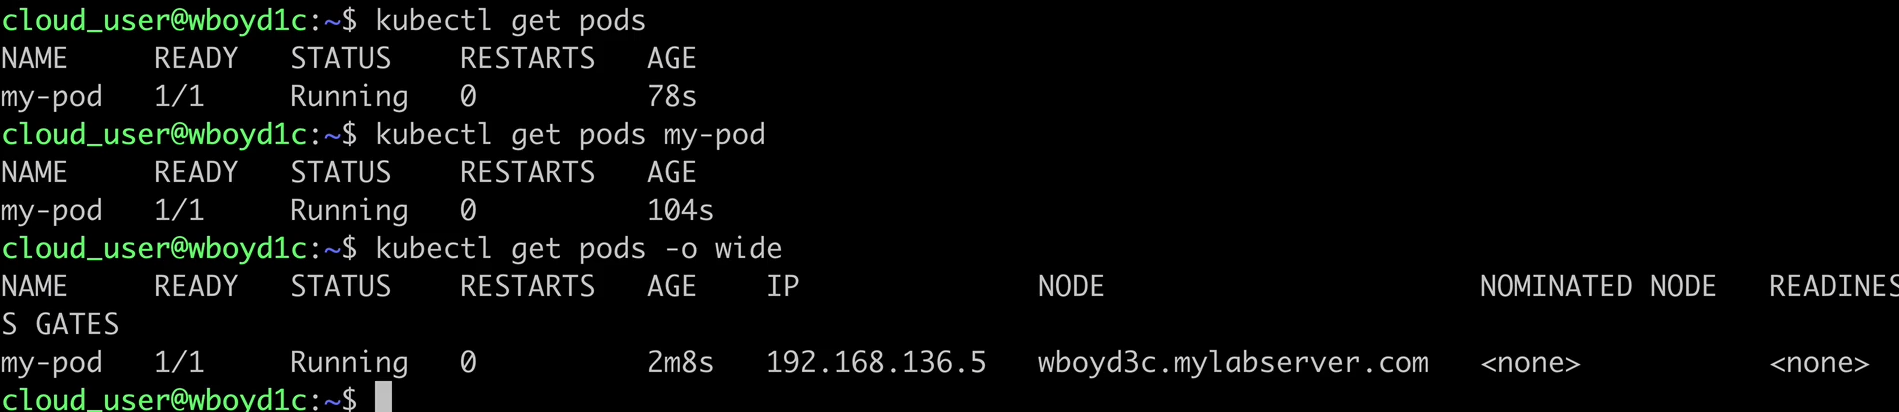 cloud_user@wboyd1c:~$ kubectl get pods
NAME     READY   STATUS    RESTARTS   AGE
my-pod   1/1     Running   0          78s
cloud_user@wboyd1c:~$ kubectl get pods my-pod
NAME     READY   STATUS    RESTARTS   AGE
my-pod   1/1     Running   0          104s
cloud_user@wboyd1c:~$ kubectl get pods -o wide
NAME     READY   STATUS    RESTARTS   AGE    IP              NODE                      NOMINATED NODE   READINES
S GATES
my-pod   1/1     Running   0          2m8s   192.168.136.5   wboyd3c.mylabserver.com   <none>           <none>
cloud_user@wboyd1c:~$